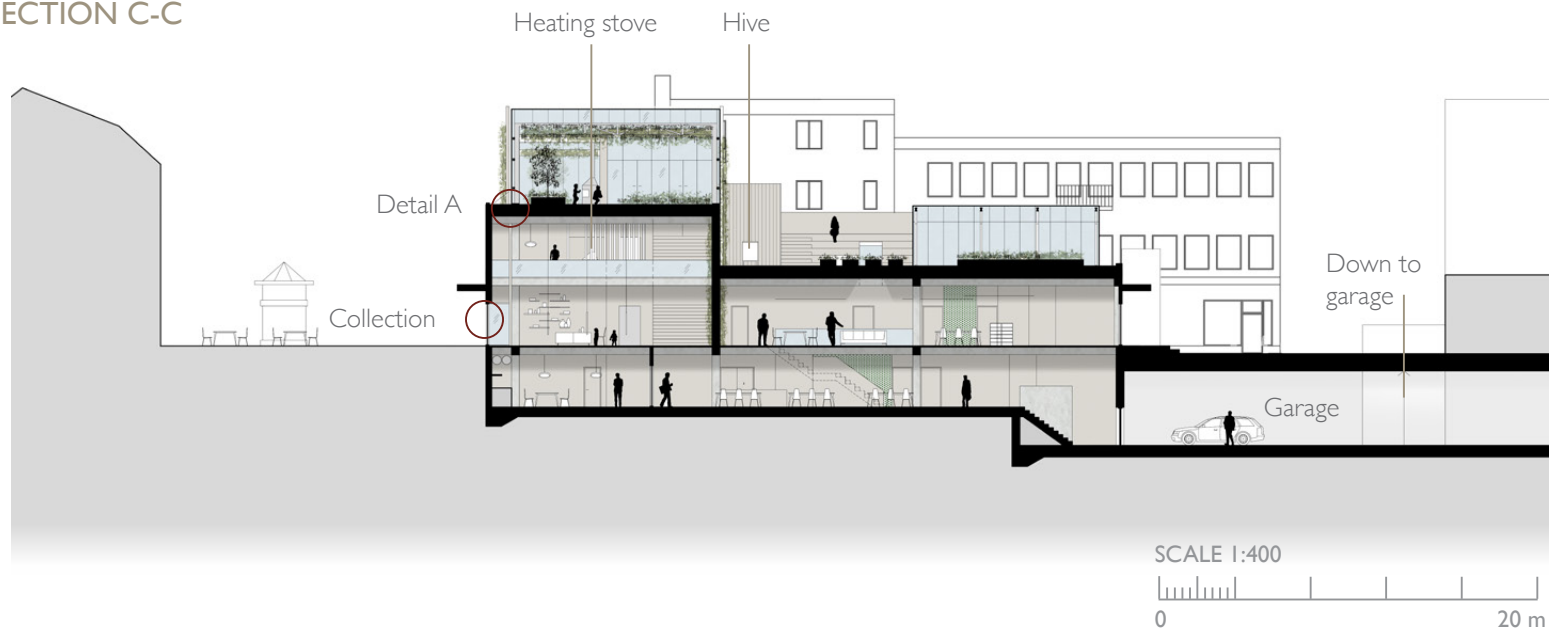 ECTION C-C
Heating stove
Hive
Detail A
Collection
Down to
garage
Garage
SCALE 1:400
0
20 m